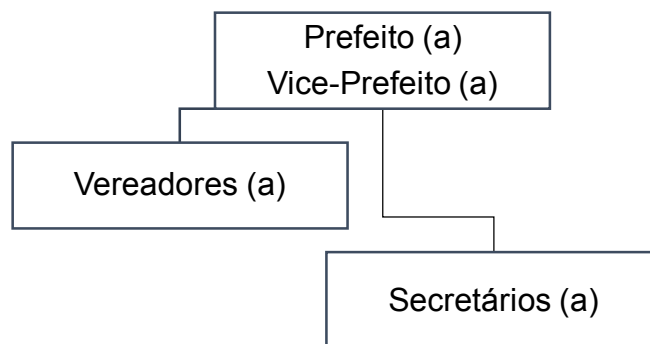 Prefeito (a)
Vice-Prefeito (a)
Vereadores (a)
Secretários (a)